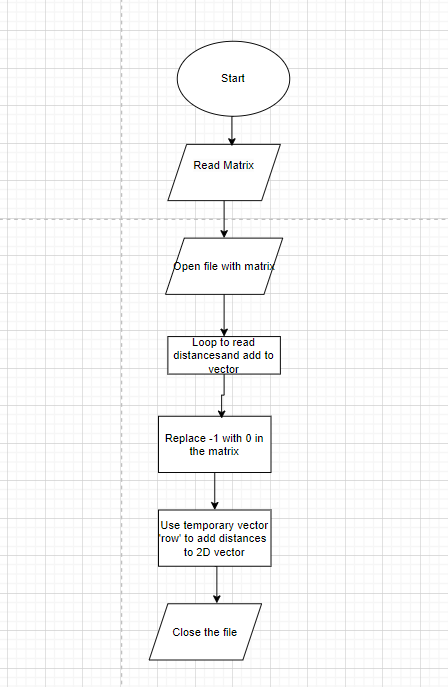 Start
Read Matrix
Open file with matrix
Loop to read
distancesand add to
vector
Replace -1 with 0 in
the matrix
Use temporary vector
'row' to add distances
to 2D vector
Close the file